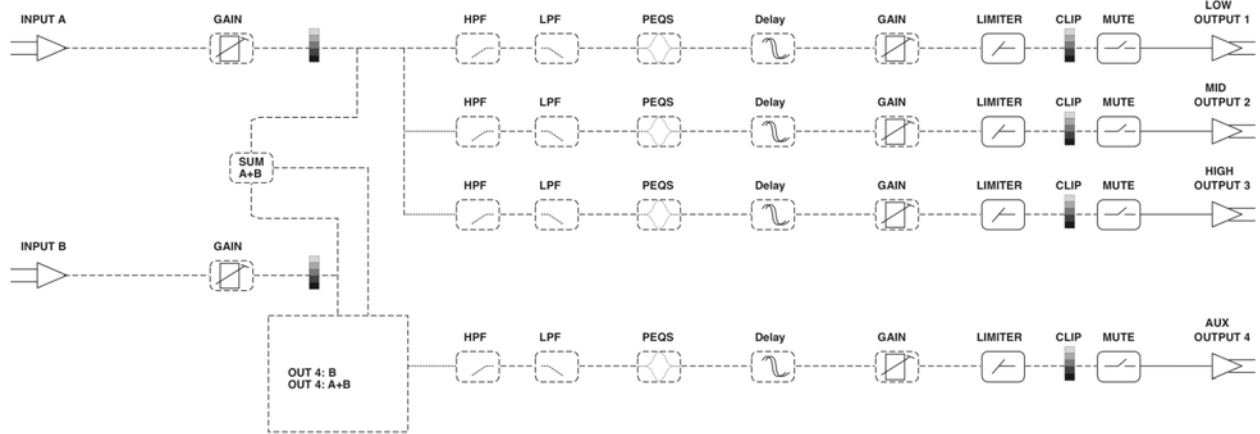 INPUT A
GAIN
HPF
LPF
PEQS
Delay
GAIN
LIMITER
CLIP
MUTE
LOW
OUTPUT 1
HPF
LPF
PEQS
Delay
GAIN
LIMITER
CLIP
MUTE
MID
OUTPUT 2
SUM
A+B
HPF
LPF
PEQS
Delay
GAIN
LIMITER
CLIP
MUTE
HIGH
OUTPUT 3
INPUT B
GAIN
OUT 4: B
OUT 4: A+B
HPF
LPF
PEQS
Delay
GAIN
LIMITER
CLIP
MUTE
AUX
OUTPUT 4